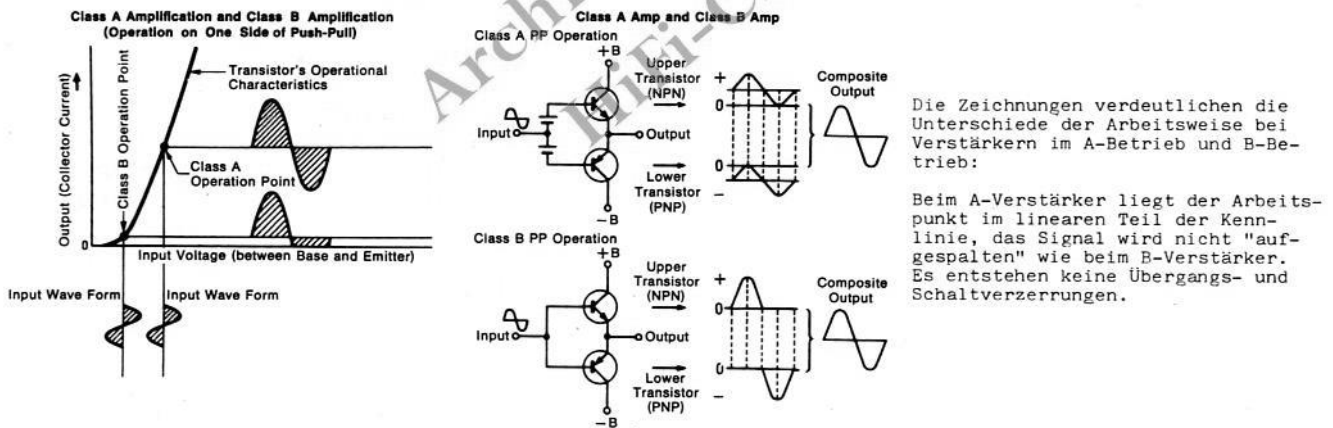 Class A Amplification and Class B Amplification
(Operation on One Side of Push-Pull)
Output (Collector Current)
Class B Operation Point
Transistor's Operational
Characteristics
Class A
Operation Point
0
Input Voltage (between Base and Emitter)
Input Wave Form
Input Wave Form
Class A Amp and Class B Amp
Class A PP Operation
+B
Upper
Transistor
(NPN)
Input
Output
Lower
Transistor
(PNP)
-B
+
0
0
-
Composite
Output
Class B PP Operation
+B
Upper
Transistor
(NPN)
Input
Output
Lower
Transistor
(PNP)
-B
+
0
0
-
Composite
Output
Die Zeichnungen verdeutlichen die
Unterschiede der Arbeitsweise bei
Verstärkern im A-Betrieb und B-Be-
trieb:
Beim A-Verstärker liegt der Arbeits-
punkt im linearen Teil der Kenn-
linie, das Signal wird nicht "auf-
gespalten" wie beim B-Verstärker.
Es entstehen keine Übergangs- und
Schaltverzerrungen.